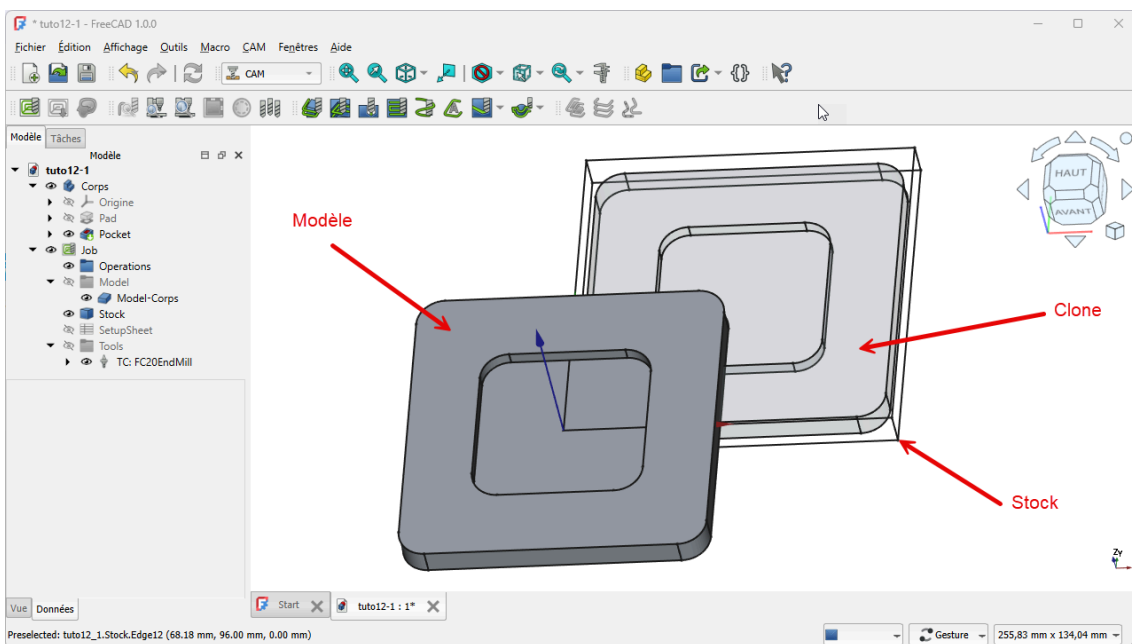 * tuto12-1 - FreeCAD 1.0.0
Fichier Édition Affichage Outils Macro CAM Fenêtres Aide
CAM
Modèle Tâches
Modèle
tuto12-1
Corps
Origine
Pad
Pocket
Job
Operations
Model
Model-Corps
Stock
SetupSheet
Tools
TC: FC20EndMill
Modèle
Clone
Stock
HAUT
AVANT
Zy
Vue Données
Start
tuto12-1 : 1*
Preselected: tuto12_1.Stock.Edge12 (68.18 mm, 96.00 mm, 0.00 mm)
Gesture
255,83 mm x 134,04 mm